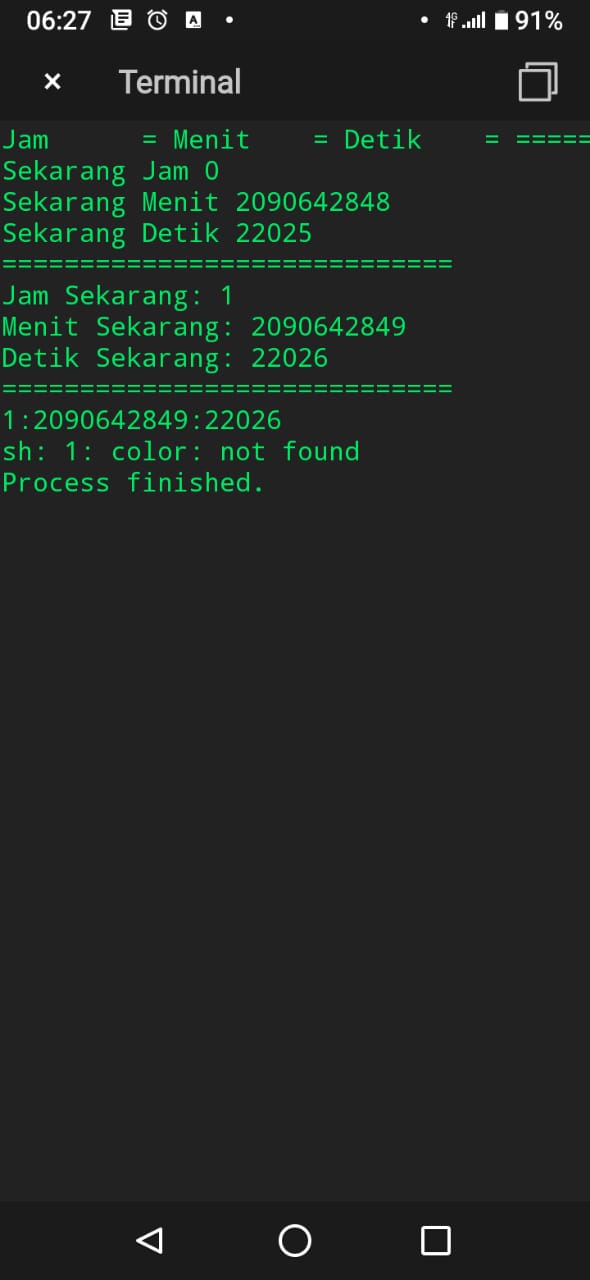 06:27 91%
Terminal
Jam      = Menit    = Detik    = =====
Sekarang Jam 0
Sekarang Menit 2090642848
Sekarang Detik 22025
=============================
Jam Sekarang: 1
Menit Sekarang: 2090642849
Detik Sekarang: 22026
=============================
1:2090642849:22026
sh: 1: color: not found
Process finished.